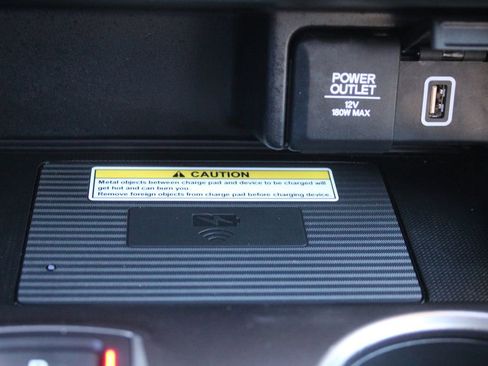 POWER
OUTLET
12V
180W MAX
CAUTION
Metal objects between charge pad and device to be charged will
get hot and can burn you.
Remove foreign objects from charge pad before charging device.